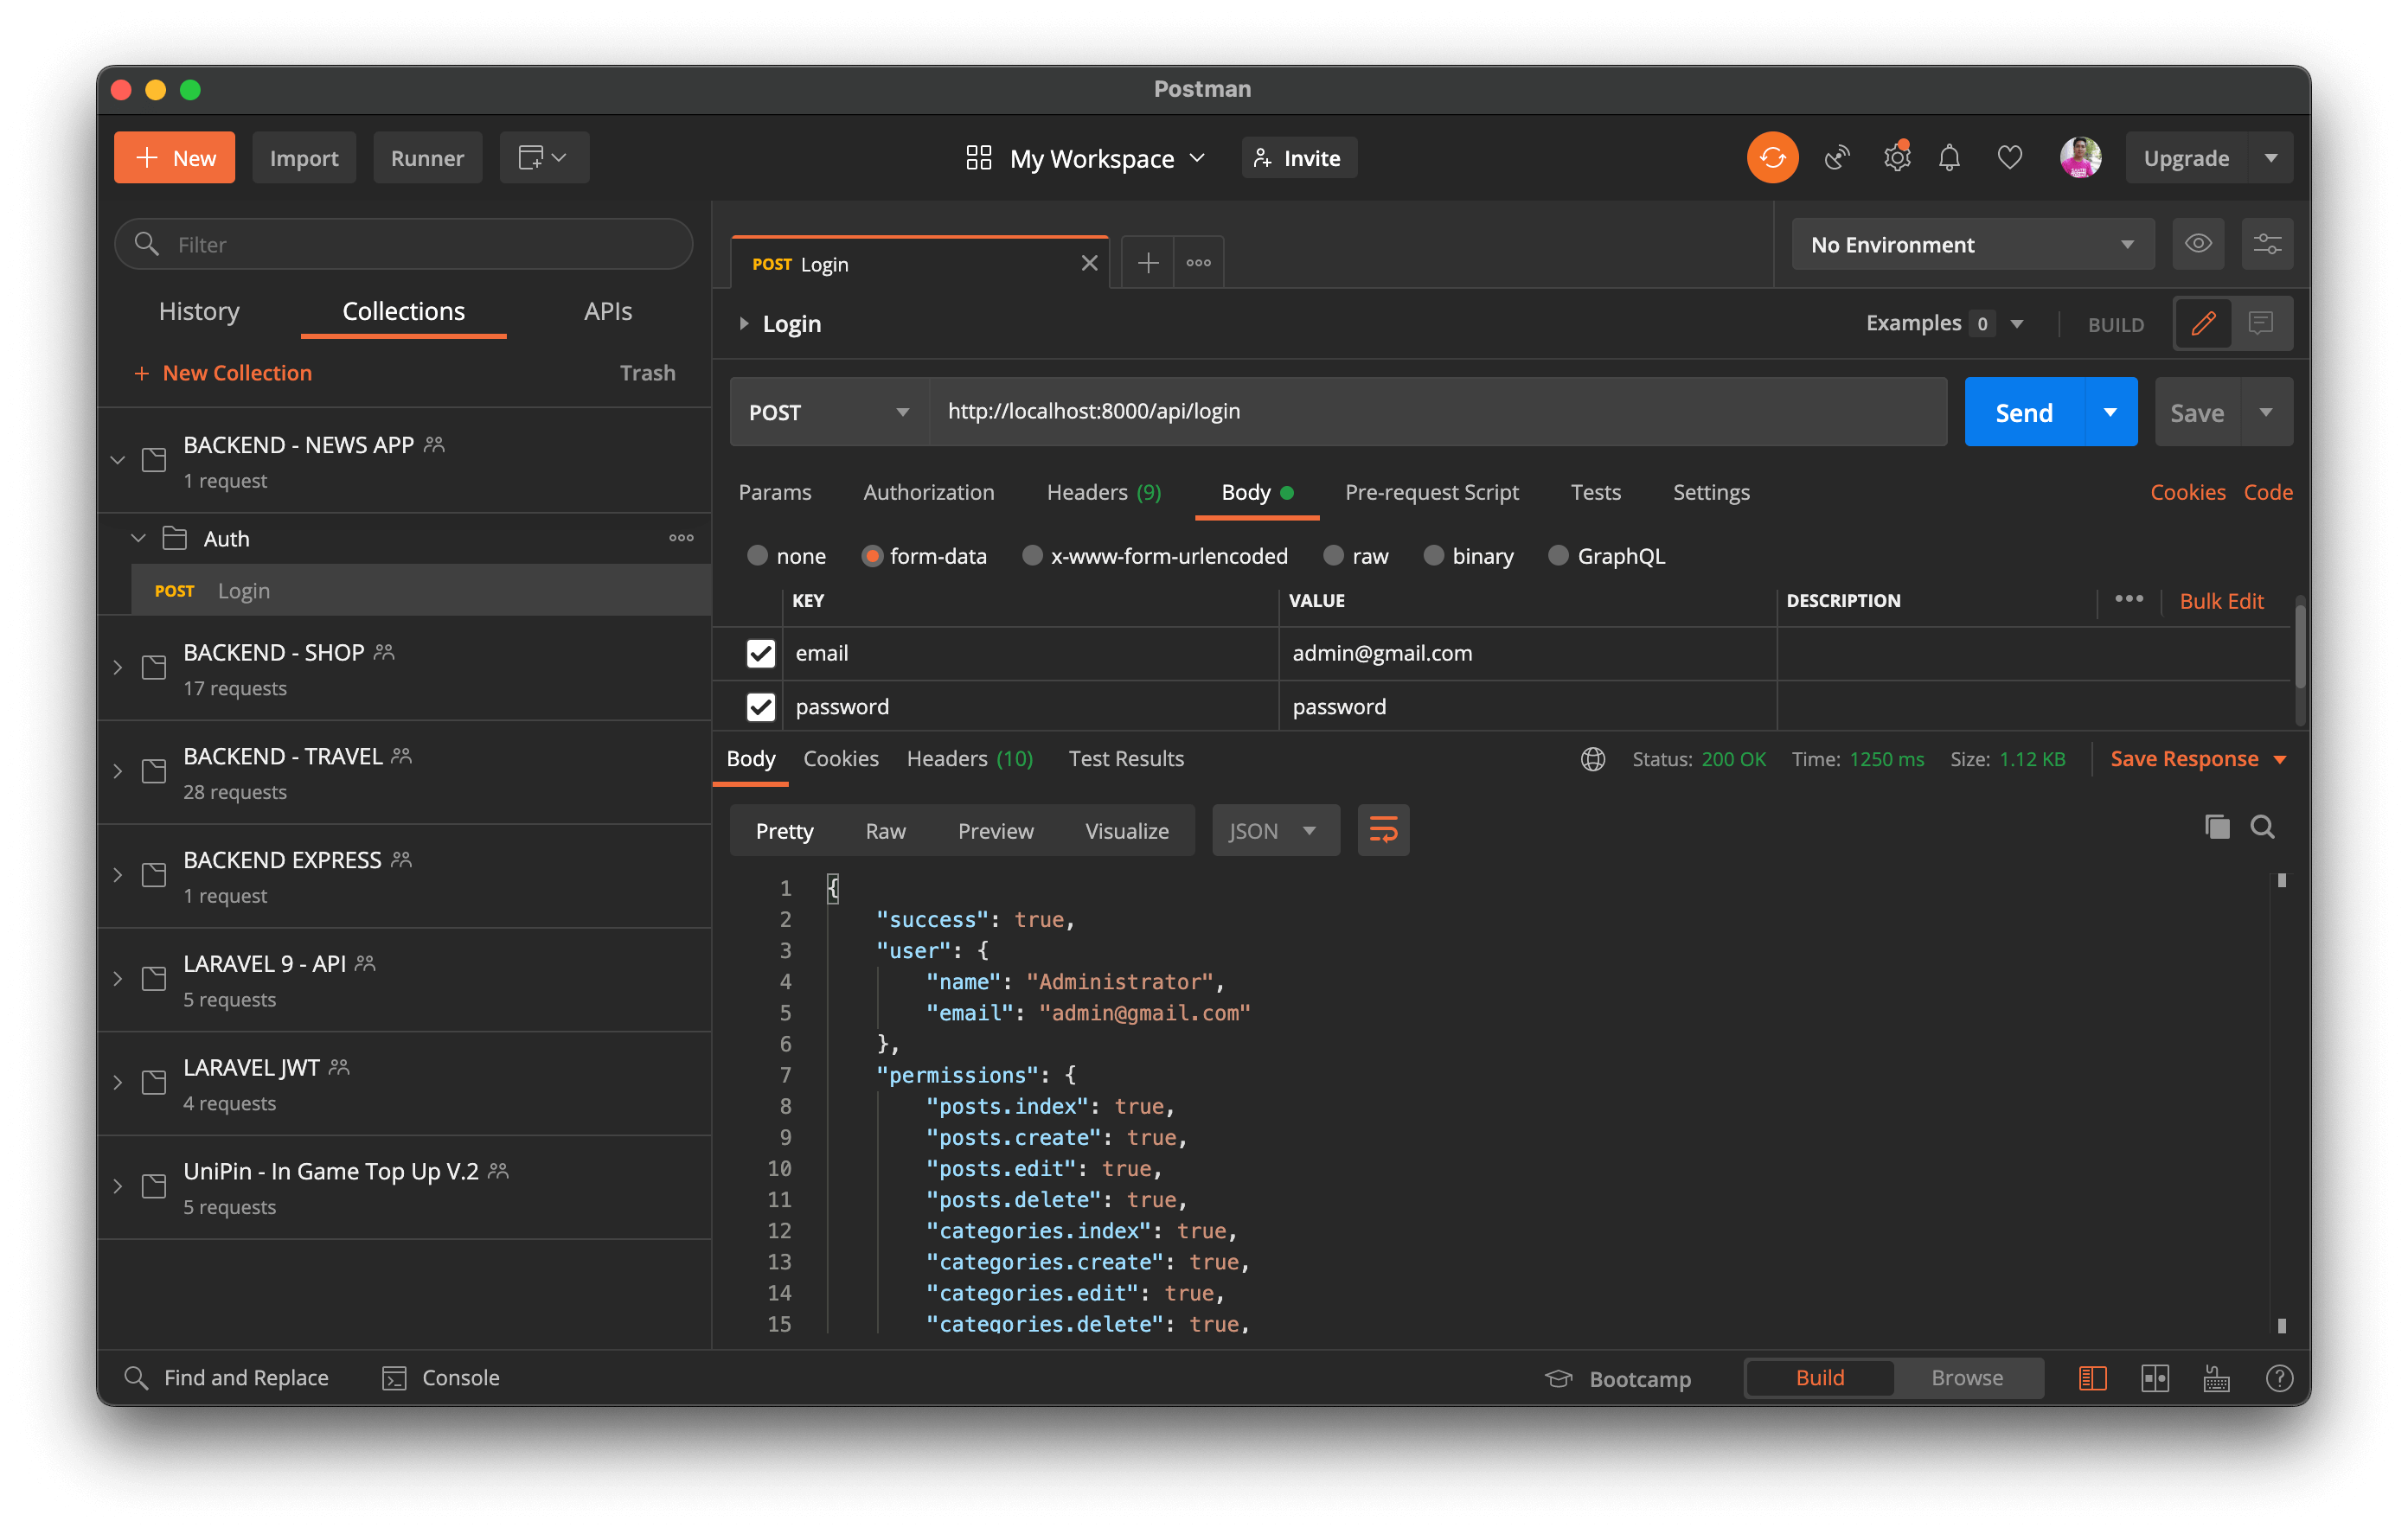 Postman
New Import Runner My Workspace Invite Upgrade
Filter
History Collections APIs
+ New Collection Trash
BACKEND - NEWS APP
1 request
Auth
POST Login
BACKEND - SHOP
17 requests
BACKEND - TRAVEL
28 requests
BACKEND EXPRESS
1 request
LARAVEL 9 - API
5 requests
LARAVEL JWT
4 requests
UniPin - In Game Top Up V.2
5 requests
POST Login
No Environment
Login Examples 0 BUILD
POST http://localhost:8000/api/login Send Save
Params Authorization Headers (9) Body Pre-request Script Tests Settings Cookies Code
none form-data x-www-form-urlencoded raw binary GraphQL
KEY VALUE DESCRIPTION Bulk Edit
email admin@gmail.com
password password
Body Cookies Headers (10) Test Results Status: 200 OK Time: 1250 ms Size: 1.12 KB Save Response
Pretty Raw Preview Visualize JSON
1 {
2 "success": true,
3 "user": {
4 "name": "Administrator",
5 "email": "admin@gmail.com"
6 },
7 "permissions": {
8 "posts.index": true,
9 "posts.create": true,
10 "posts.edit": true,
11 "posts.delete": true,
12 "categories.index": true,
13 "categories.create": true,
14 "categories.edit": true,
15 "categories.delete": true,
Find and Replace Console Bootcamp Build Browse